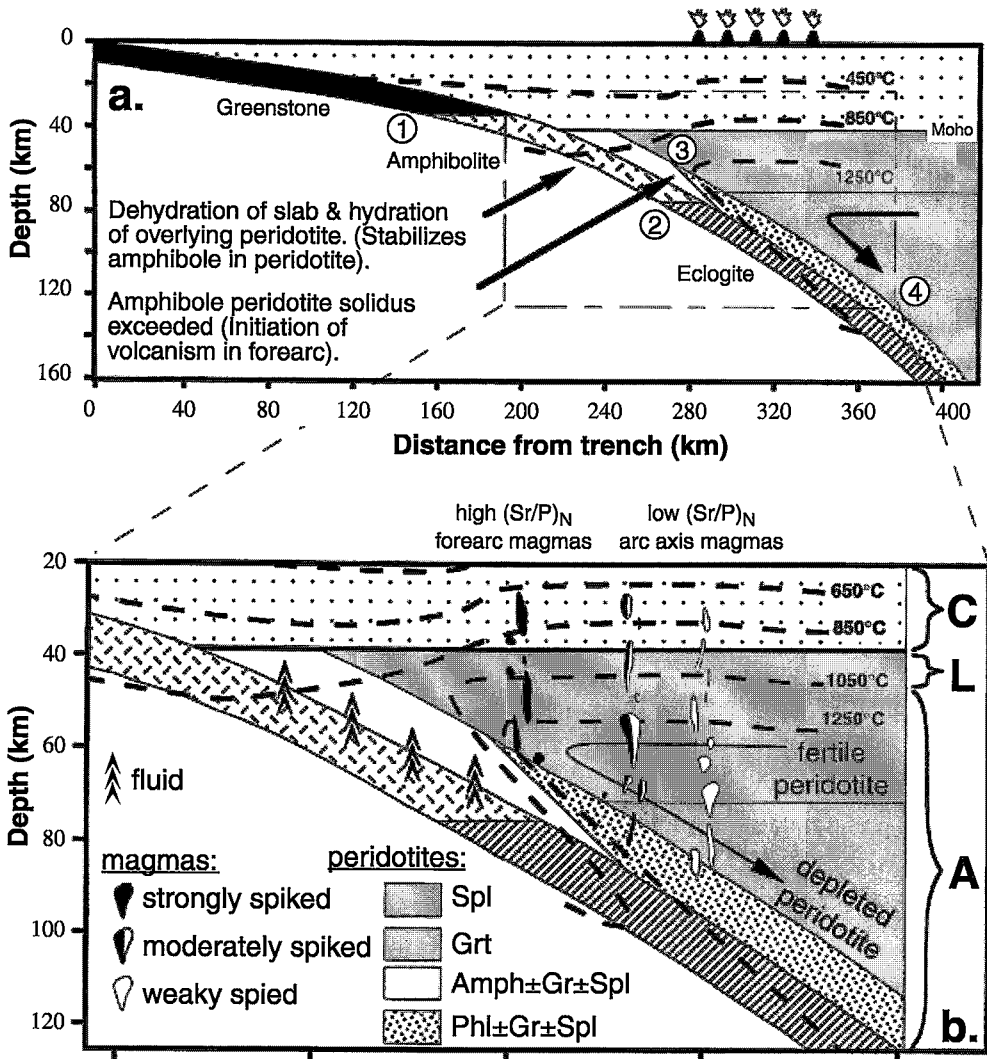 a.
0
40
80
120
160
Depth (km)
Greenstone
1
Amphibolite
Dehydration of slab & hydration
of overlying peridotite. (Stabilizes
amphibole in peridotite).
Amphibole peridotite solidus
exceeded (Initiation of
volcanism in forearc).
2
3
4
Eclogite
450°C
850°C
Moho
1250°C
0
40
80
120
160
200
240
280
320
360
400
Distance from trench (km)
high (Sr/P)N
forearc magmas
low (Sr/P)N
arc axis magmas
20
40
60
80
100
120
Depth (km)
650°C
850°C
1050°C
1250°C
C
L
A
fertile
peridotite
depleted
peridotite
fluid
magmas:
strongly spiked
moderately spiked
weaky spied
peridotites:
Spl
Grt
Amph±Gr±Spl
Phl±Gr±Spl
b.